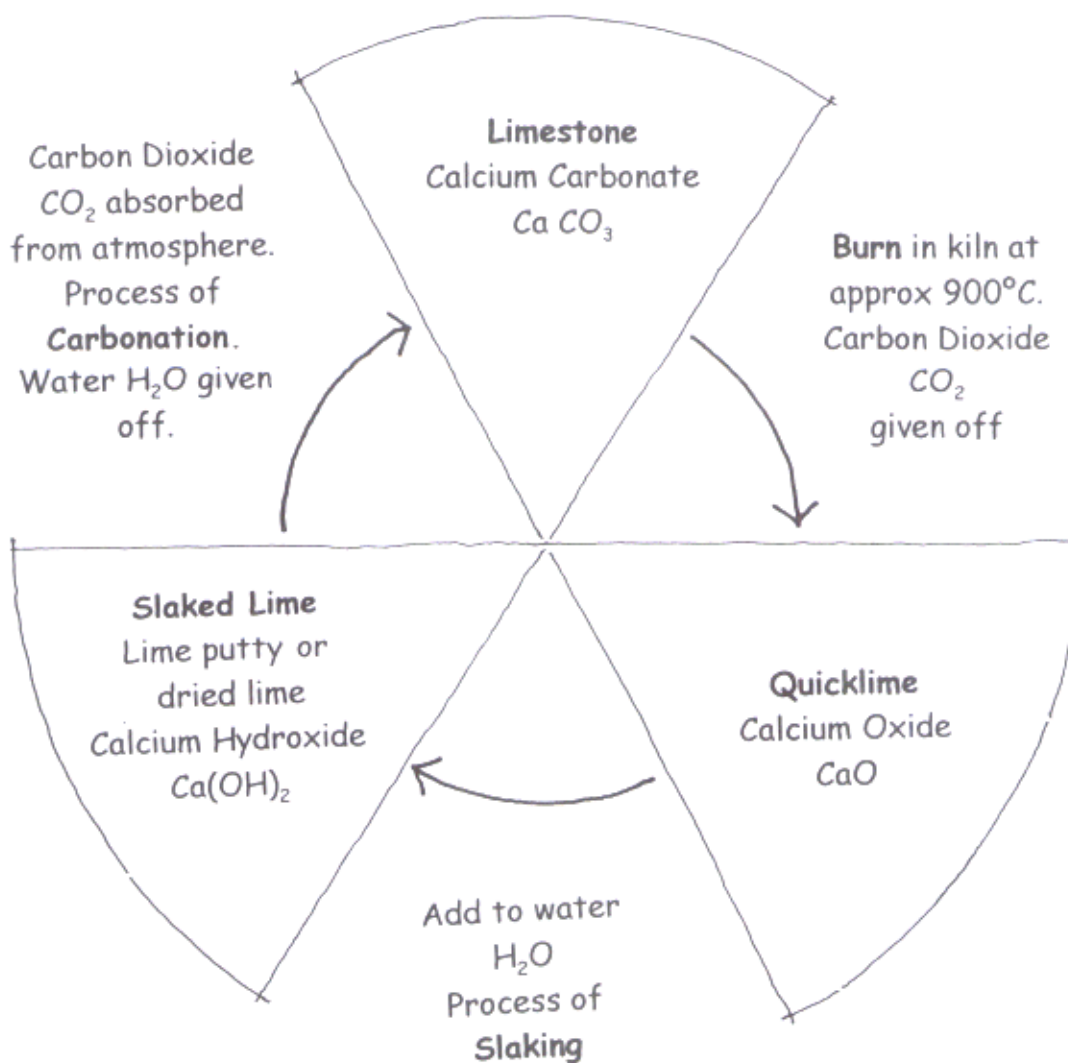 Limestone
Calcium Carbonate
Ca CO₃
Burn in kiln at
approx 900°C.
Carbon Dioxide
CO₂
given off
Quicklime
Calcium Oxide
CaO
Add to water
H₂O
Process of
Slaking
Slaked Lime
Lime putty or
dried lime
Calcium Hydroxide
Ca(OH)₂
Carbon Dioxide
CO₂ absorbed
from atmosphere.
Process of
Carbonation.
Water H₂O given
off.